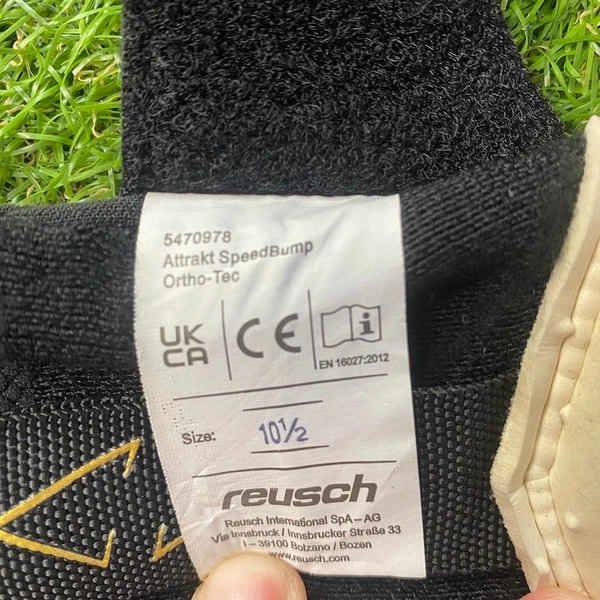 5470978
Attrakt SpeedBump
Ortho-Tec
UK
CA
CE
i
EN 16027:2012
Size: 10½
reusch
Reusch International SpA-AG
Via Innsbruck / Innsbrucker Straße 33
I-39100 Bolzano / Bozen
www.reusch.com